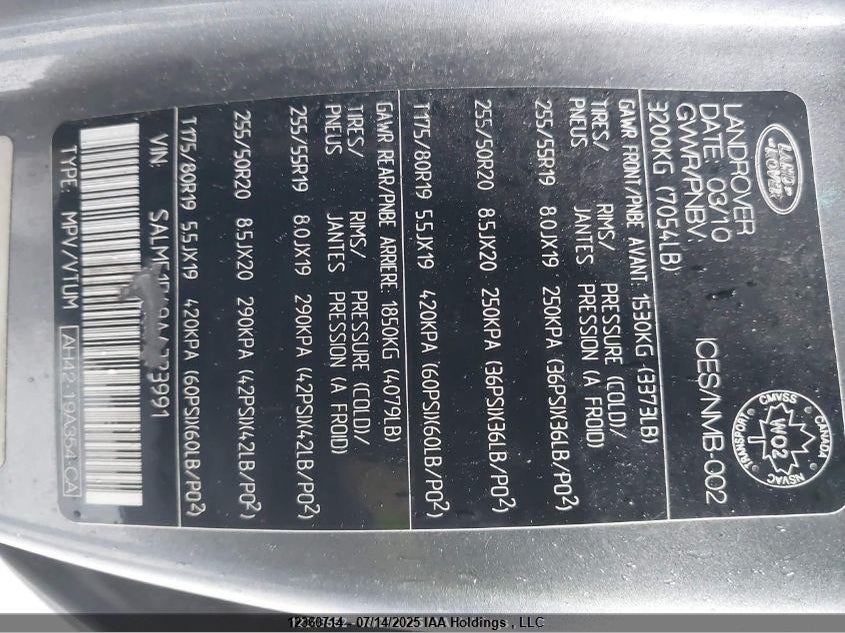 LAND ROVER
LANDROVER
DATE: 03/10
GWVR/PNBV:
3200KG (7054LB)
ICES/NMB-002
TRANSPORT
CMVSS
CANADA
NSVAC
W02
GAWR FRONT/PNBE AVANT: 1530KG (3373LB)
TIRES/ RIMS/ PRESSURE (COLD)/
PNEUS JANTES PRESSION (A FROID)
255/55R19 8.0JX19 250KPA (36PSI)(36LB/PO2)
255/50R20 8.5JX20 250KPA (36PSI)(36LB/PO2)
T175/80R19 5.5JX19 420KPA (60PSI)(60LB/PO2)
GAWR REAR/PNBE ARRIERE: 1850KG (4079LB)
TIRES/ RIMS/ PRESSURE (COLD)/
PNEUS JANTES PRESSION (A FROID)
255/55R19 8.0JX19 290KPA (42PSI)(42LB/PO2)
255/50R20 8.5JX20 290KPA (42PSI)(42LB/PO2)
T175/80R19 5.5JX19 420KPA (60PSI)(60LB/PO2)
VIN:
TYPE: MPV/VTUM AH42-19A364-CA
07/14/2025 IAA Holdings , LLC